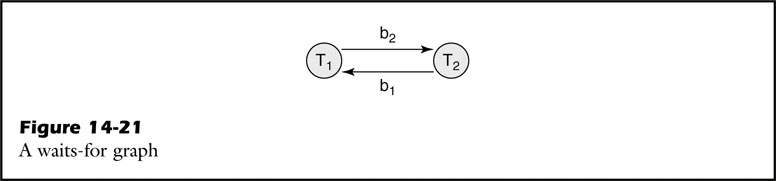 b2
T1 T2
b1
Figure 14-21
A waits-for graph